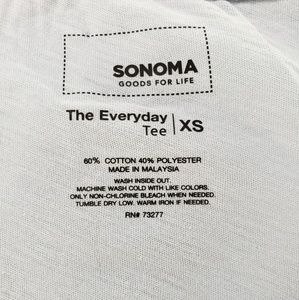 SONOMA
GOODS FOR LIFE
The Everyday Tee | XS
60% COTTON 40% POLYESTER
MADE IN MALAYSIA
WASH INSIDE OUT.
MACHINE WASH COLD WITH LIKE COLORS.
ONLY NON-CHLORINE BLEACH WHEN NEEDED.
TUMBLE DRY LOW. WARM IRON IF NEEDED.
RN# 73277